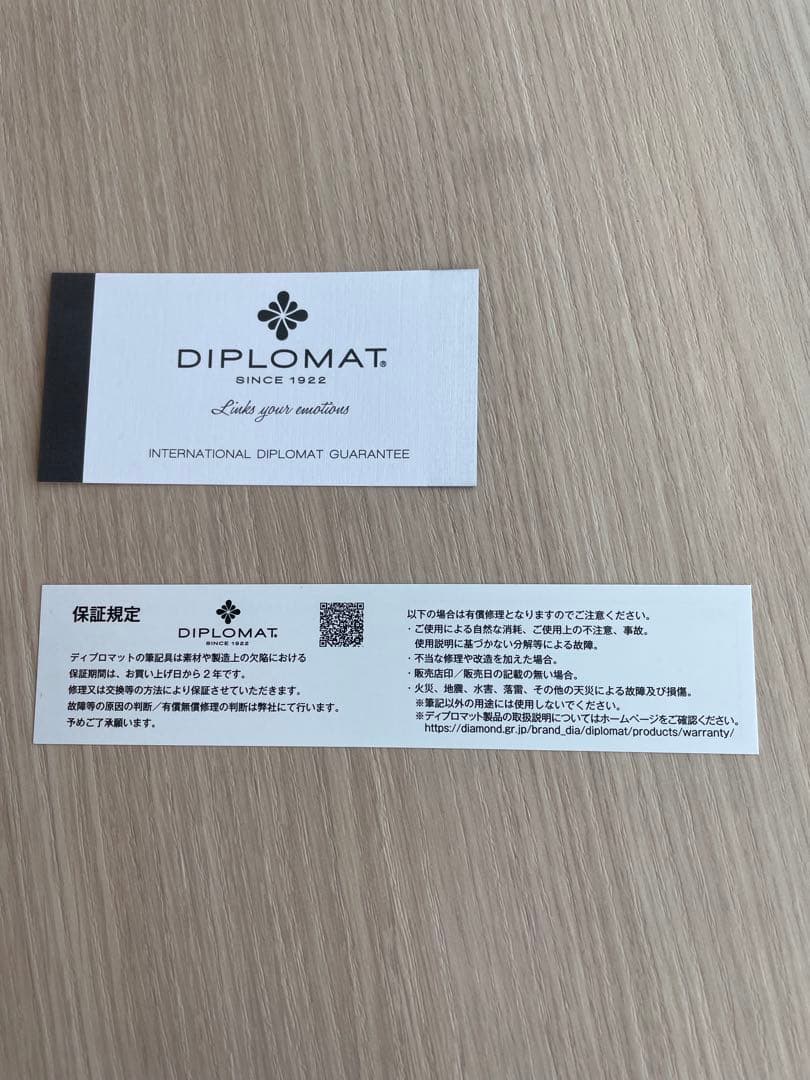 DIPLOMAT®
SINCE 1922
Links your emotions
INTERNATIONAL DIPLOMAT GUARANTEE
保証規定
DIPLOMAT®
SINCE 1922
ディプロマットの筆記具は素材や製造上の欠陥における
保証期間は、お買い上げ日から2年です。
修理又は交換等の方法により保証させていただきます。
故障等の原因の判断/有償無償修理の判断は弊社にて行います。
予めご了承願います。
以下の場合は有償修理となりますのでご注意ください。
・ご使用による自然な消耗、ご使用上の不注意、事故。
使用説明に基づかない分解等による故障。
・不当な修理や改造を加えた場合。
・販売店印/販売日の記載の無い場合。
・火災、地震、水害、落雷、その他の天災による故障及び損傷。
※筆記以外の用途には使用しないでください。
※ディプロマット製品の取扱説明についてはホームページをご確認ください。
https://diamond.gr.jp/brand_dia/diplomat/products/warranty/